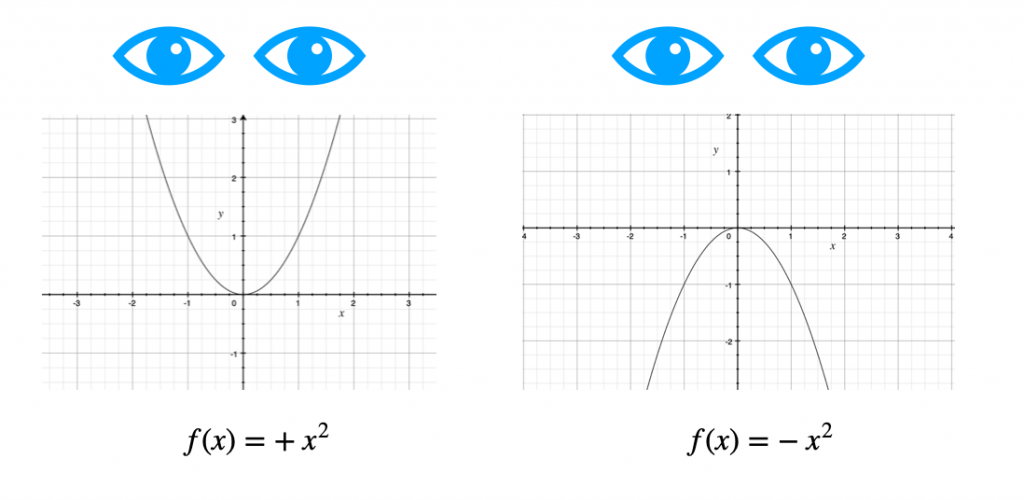 3
2
y
1
-3 -2 -1 0 1 2 3
x
-1
f(x) = + x²
2
y
1
4 -3 -2 -1 0 1 2 3 4
x
-1
-2
f(x) = − x²